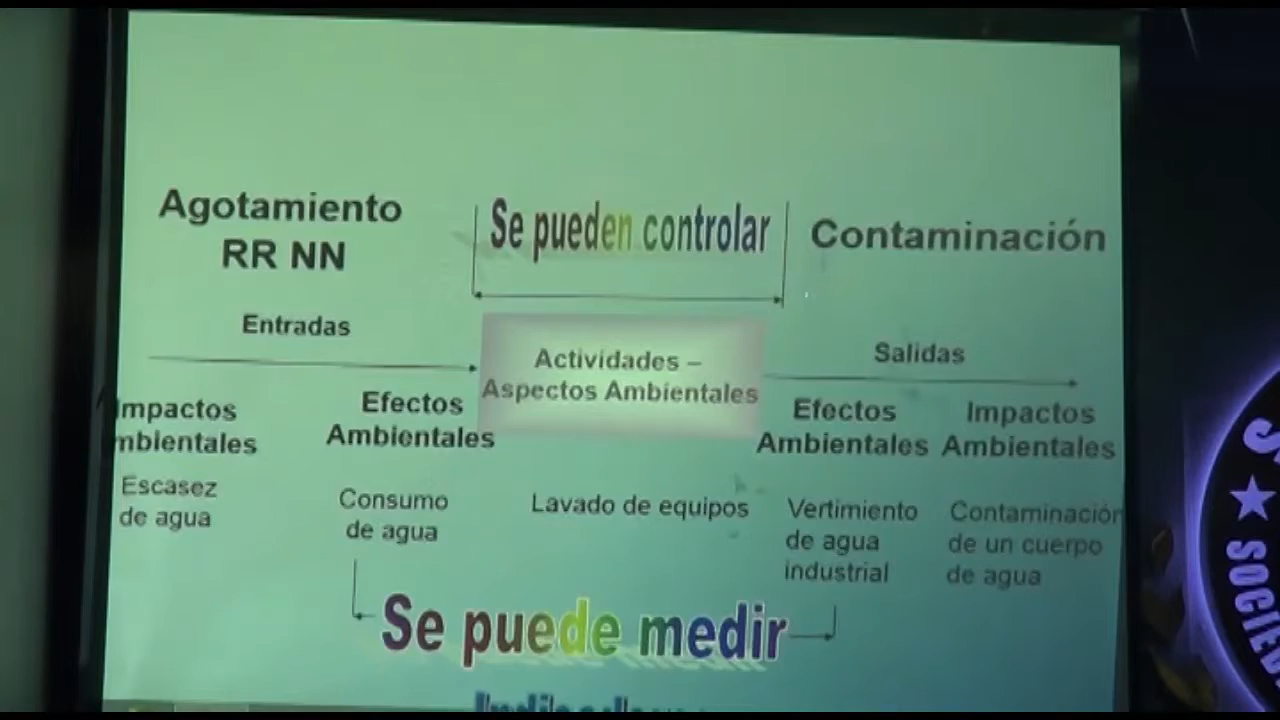 Agotamiento
RR NN
Se pueden controlar
Contaminación
Entradas
Actividades –
Aspectos Ambientales
Salidas
Impactos
mbientales
Efectos
Ambientales
Efectos
Ambientales
Impactos
Ambientales
Escasez
de agua
Consumo
de agua
Lavado de equipos
Vertimiento
de agua
industrial
Contaminación
de un cuerpo
de agua
Se puede medir
SOCIED